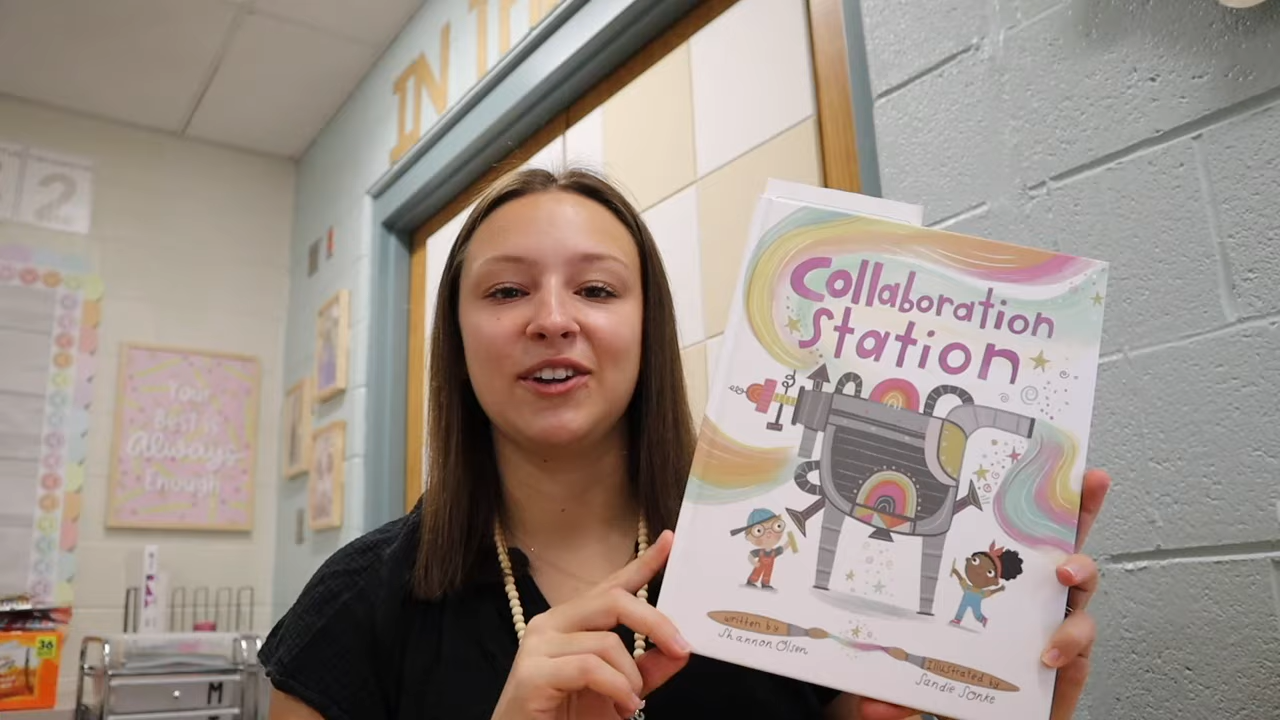 IN
2
Your
Best is
Always
Enough
36
M
Collaboration
Station
written by
Shannon Olsen
Illustrated by
Sandie Sonke